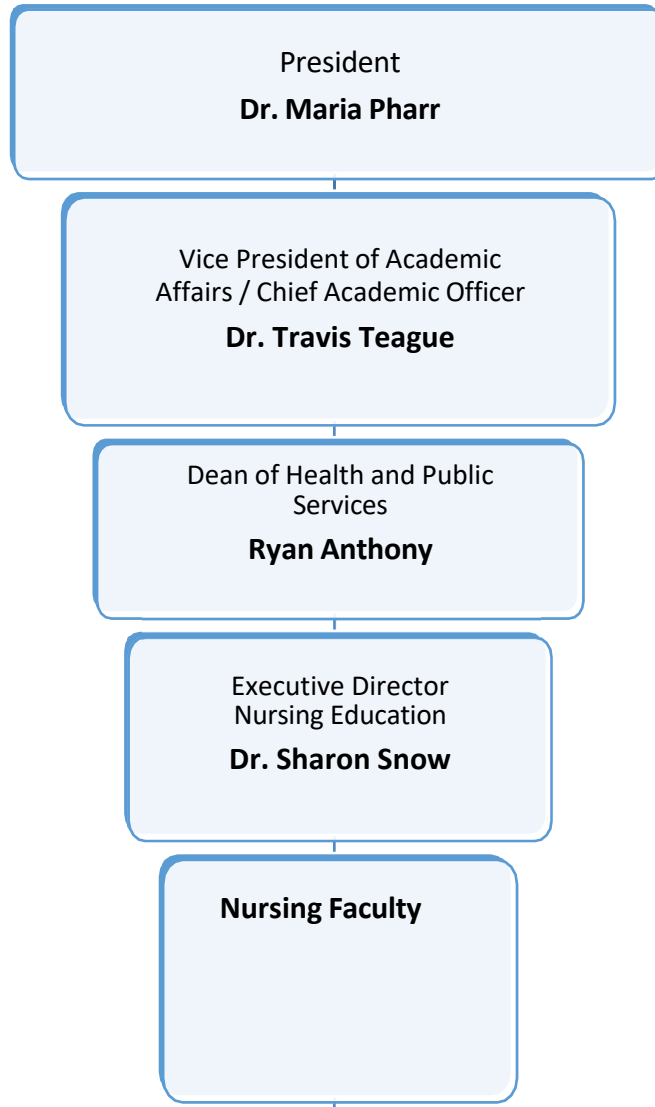 President
Dr. Maria Pharr
Vice President of Academic
Affairs / Chief Academic Officer
Dr. Travis Teague
Dean of Health and Public
Services
Ryan Anthony
Executive Director
Nursing Education
Dr. Sharon Snow
Nursing Faculty